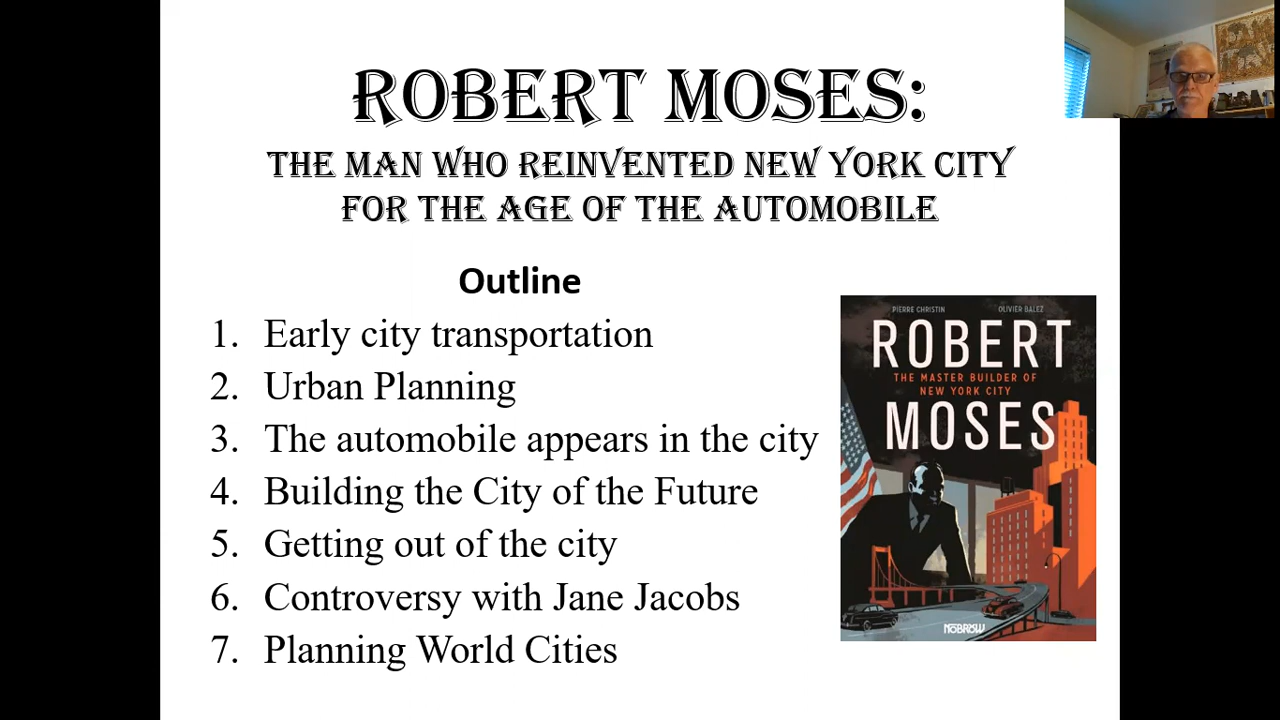 ROBERT MOSES:
THE MAN WHO REINVENTED NEW YORK CITY
FOR THE AGE OF THE AUTOMOBILE
Outline
1. Early city transportation
2. Urban Planning
3. The automobile appears in the city
4. Building the City of the Future
5. Getting out of the city
6. Controversy with Jane Jacobs
7. Planning World Cities
PIERRE CHRISTIN OLIVIER BALEZ
ROBERT
THE MASTER BUILDER OF
NEW YORK CITY
MOSES
NOBROW